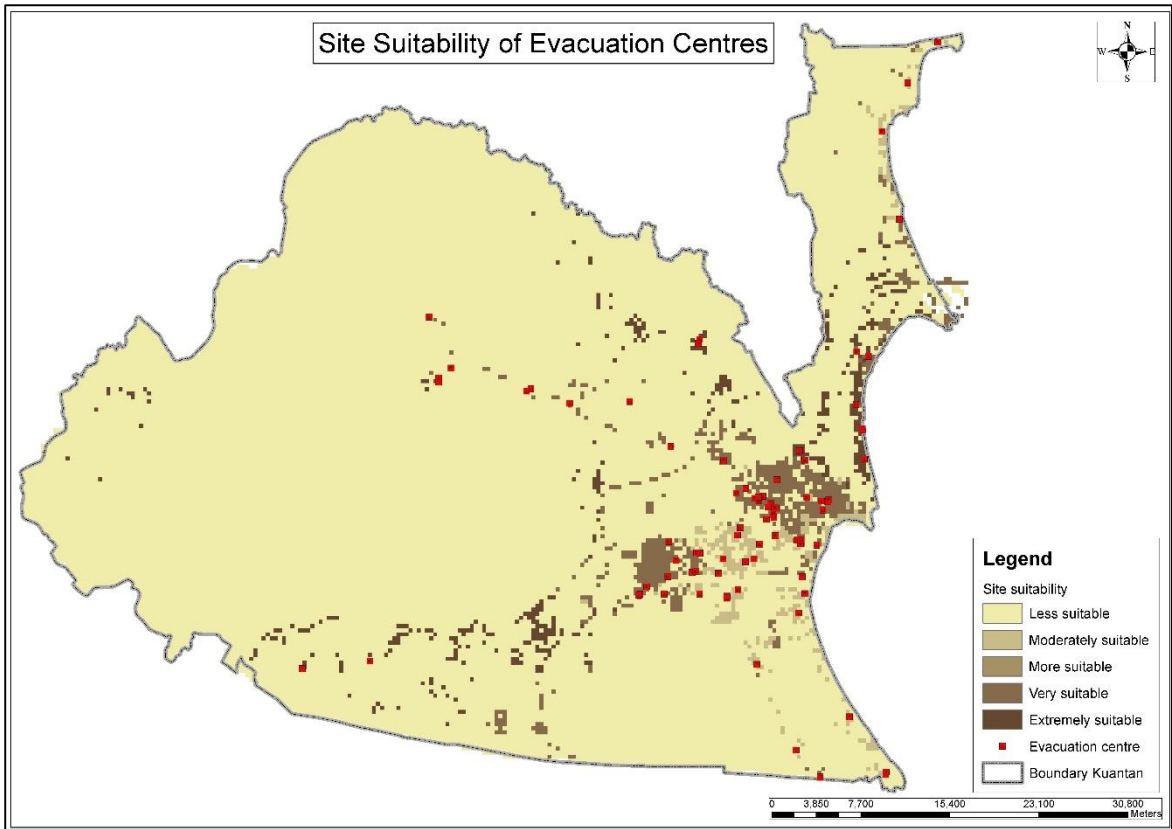 Site Suitability of Evacuation Centres
N
W E
S
Legend
Site suitability
Less suitable
Moderately suitable
More suitable
Very suitable
Extremely suitable
Evacuation centre
Boundary Kuantan
0 3,850 7,700 15,400 23,100 30,800
Meters